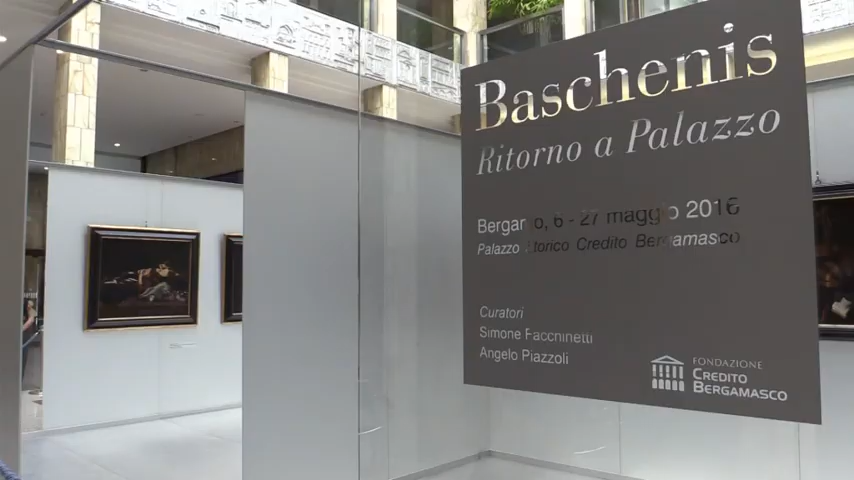 Baschenis
Ritorno a Palazzo
Bergamo, 6 - 27 maggio 2016
Palazzo Storico Credito Bergamasco
Curatori
Simone Facchinetti
Angelo Piazzoli
FONDAZIONE
CREDITO
BERGAMASCO